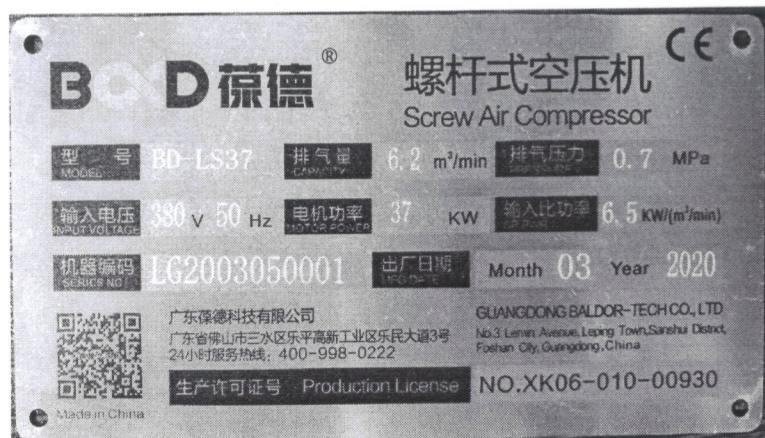 BD葆德® 螺杆式空压机 CE
Screw Air Compressor
型号 BD-LS37 排气量 6.2 m³/min 排气压力 0.7 MPa
MODEL CAPACITY
输入电压 380 V 50 Hz 电机功率 37 KW 输入比功率 6.5 KW/(m³/min)
INPUT VOLTAGE MOTOR POWER
机器编码 LG2003050001 出厂日期 Month 03 Year 2020
SERICS NO MFG DATE
广东葆德科技有限公司 GUANGDONG BALDOR-TECH CO., LTD
广东省佛山市三水区乐平高新工业区乐民大道3号 No.3 Lemin Avenue, Leping Town, Sanshui District,
24小时服务热线: 400-998-0222 Foshan City, Guangdong, China
生产许可证号 Production License NO.XK06-010-00930
Made in China